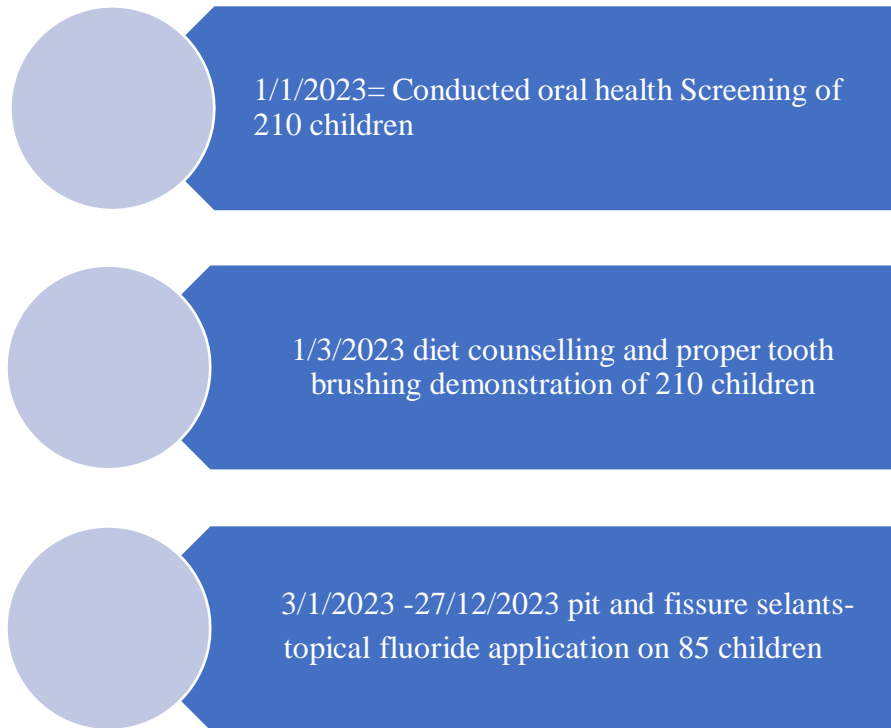 1/1/2023= Conducted oral health Screening of
210 children
1/3/2023 diet counselling and proper tooth
brushing demonstration of 210 children
3/1/2023 -27/12/2023 pit and fissure selants-
topical fluoride application on 85 children